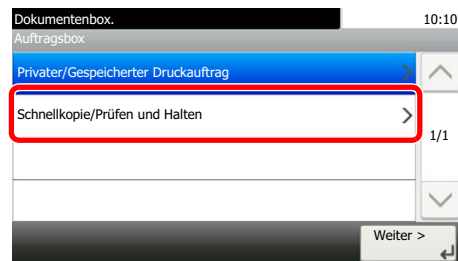 Dokumentenbox. 10:10
Auftragsbox
Privater/Gespeicherter Druckauftrag
Schnellkopie/Prüfen und Halten
1/1
Weiter >